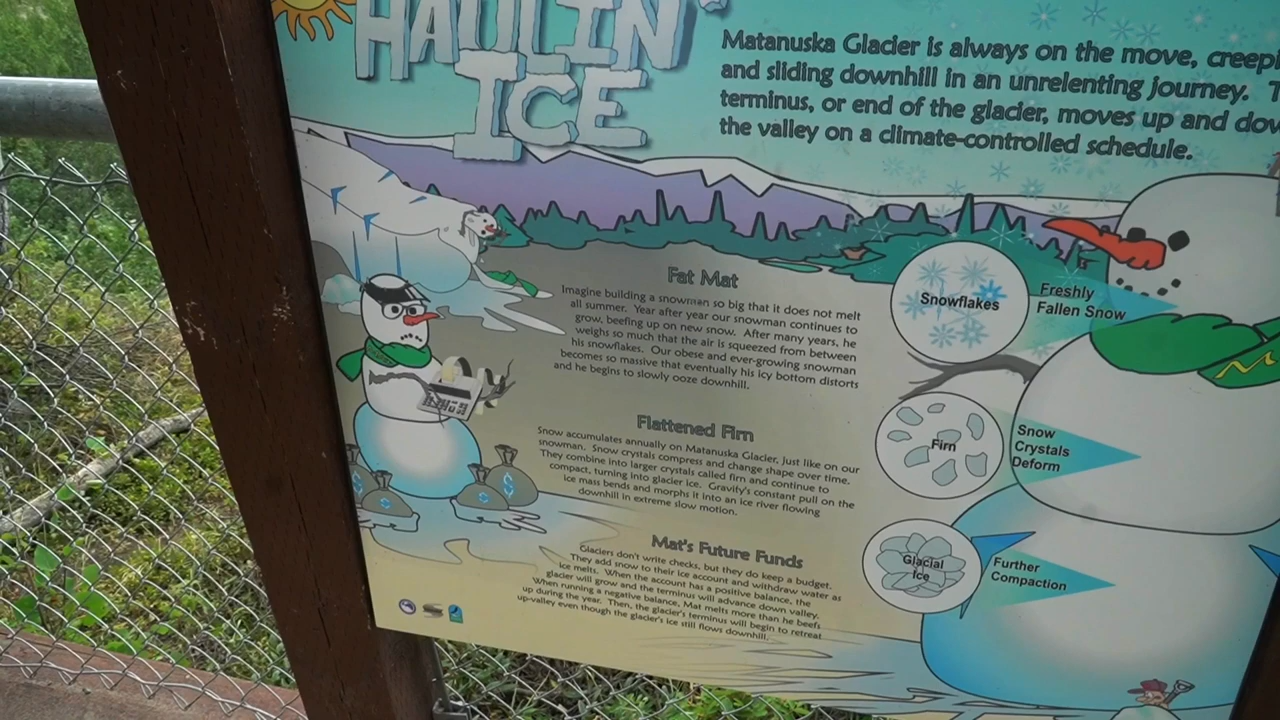 HAULIN'
ICE
Matanuska Glacier is always on the move,
and sliding downhill in an unrelenting journey.
terminus, or end of the glacier, moves up and
the valley on a climate-controlled schedule.
Fat Mat
Imagine building a snowman so big that it does not melt
all summer. Year after year our snowman continues to
grow, beefing up on new snow. After many years, he
weighs so much that the air is squeezed from between
his snowflakes. Our obese and ever-growing snowman
becomes so massive that eventually his icy bottom distorts
and he begins to slowly ooze downhill.
Flattened Firn
Snow accumulates annually on Matanuska Glacier, just like on our
snowman. Snow crystals compress and change shape over time.
They combine into larger crystals called firn and continue to
compact, turning into glacier ice. Gravity's constant pull on the
ice mass bends and morphs it into an ice river flowing
downhill in extreme slow motion.
Mat's Future Funds
Glaciers don't write checks, but they do keep a budget.
They add snow to their ice account and withdraw water as
ice melts. When the account has a positive balance, the
glacier will grow and the terminus will advance down valley.
When running a negative balance, Mat melts more than he beefs
up during the year. Then, the glacier's terminus will begin to retreat
up-valley even though the glacier's ice still flows downhill.
Snowflakes
Freshly
Fallen Snow
Firn
Snow
Crystals
Deform
Glacial
Ice
Further
Compaction
$
$
$
$